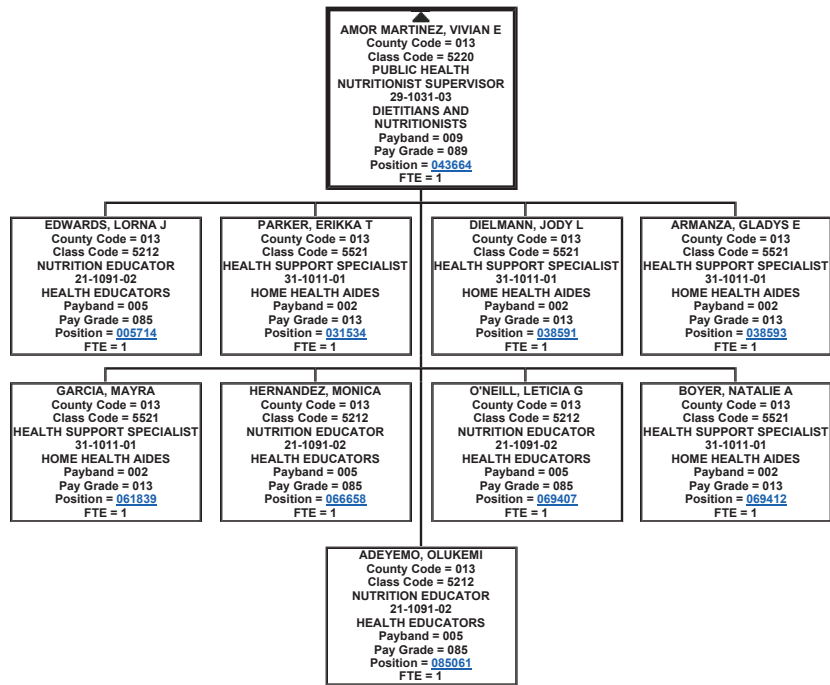 AMOR MARTINEZ, VIVIAN E
County Code = 013
Class Code = 5220
PUBLIC HEALTH
NUTRITIONIST SUPERVISOR
29-1031-03
DIETITIANS AND
NUTRITIONISTS
Payband = 009
Pay Grade = 089
Position = 043664
FTE = 1
EDWARDS, LORNA J
County Code = 013
Class Code = 5212
NUTRITION EDUCATOR
21-1091-02
HEALTH EDUCATORS
Payband = 005
Pay Grade = 085
Position = 005714
FTE = 1
PARKER, ERIKKA T
County Code = 013
Class Code = 5521
HEALTH SUPPORT SPECIALIST
31-1011-01
HOME HEALTH AIDES
Payband = 002
Pay Grade = 013
Position = 031534
FTE = 1
DIELMANN, JODY L
County Code = 013
Class Code = 5521
HEALTH SUPPORT SPECIALIST
31-1011-01
HOME HEALTH AIDES
Payband = 002
Pay Grade = 013
Position = 038591
FTE = 1
ARMANZA, GLADYS E
County Code = 013
Class Code = 5521
HEALTH SUPPORT SPECIALIST
31-1011-01
HOME HEALTH AIDES
Payband = 002
Pay Grade = 013
Position = 038593
FTE = 1
GARCIA, MAYRA
County Code = 013
Class Code = 5521
HEALTH SUPPORT SPECIALIST
31-1011-01
HOME HEALTH AIDES
Payband = 002
Pay Grade = 013
Position = 061839
FTE = 1
HERNANDEZ, MONICA
County Code = 013
Class Code = 5212
NUTRITION EDUCATOR
21-1091-02
HEALTH EDUCATORS
Payband = 005
Pay Grade = 085
Position = 066658
FTE = 1
O'NEILL, LETICIA G
County Code = 013
Class Code = 5212
NUTRITION EDUCATOR
21-1091-02
HEALTH EDUCATORS
Payband = 005
Pay Grade = 085
Position = 069407
FTE = 1
BOYER, NATALIE A
County Code = 013
Class Code = 5521
HEALTH SUPPORT SPECIALIST
31-1011-01
HOME HEALTH AIDES
Payband = 002
Pay Grade = 013
Position = 069412
FTE = 1
ADEYEMO, OLUKEMI
County Code = 013
Class Code = 5212
NUTRITION EDUCATOR
21-1091-02
HEALTH EDUCATORS
Payband = 005
Pay Grade = 085
Position = 085061
FTE = 1